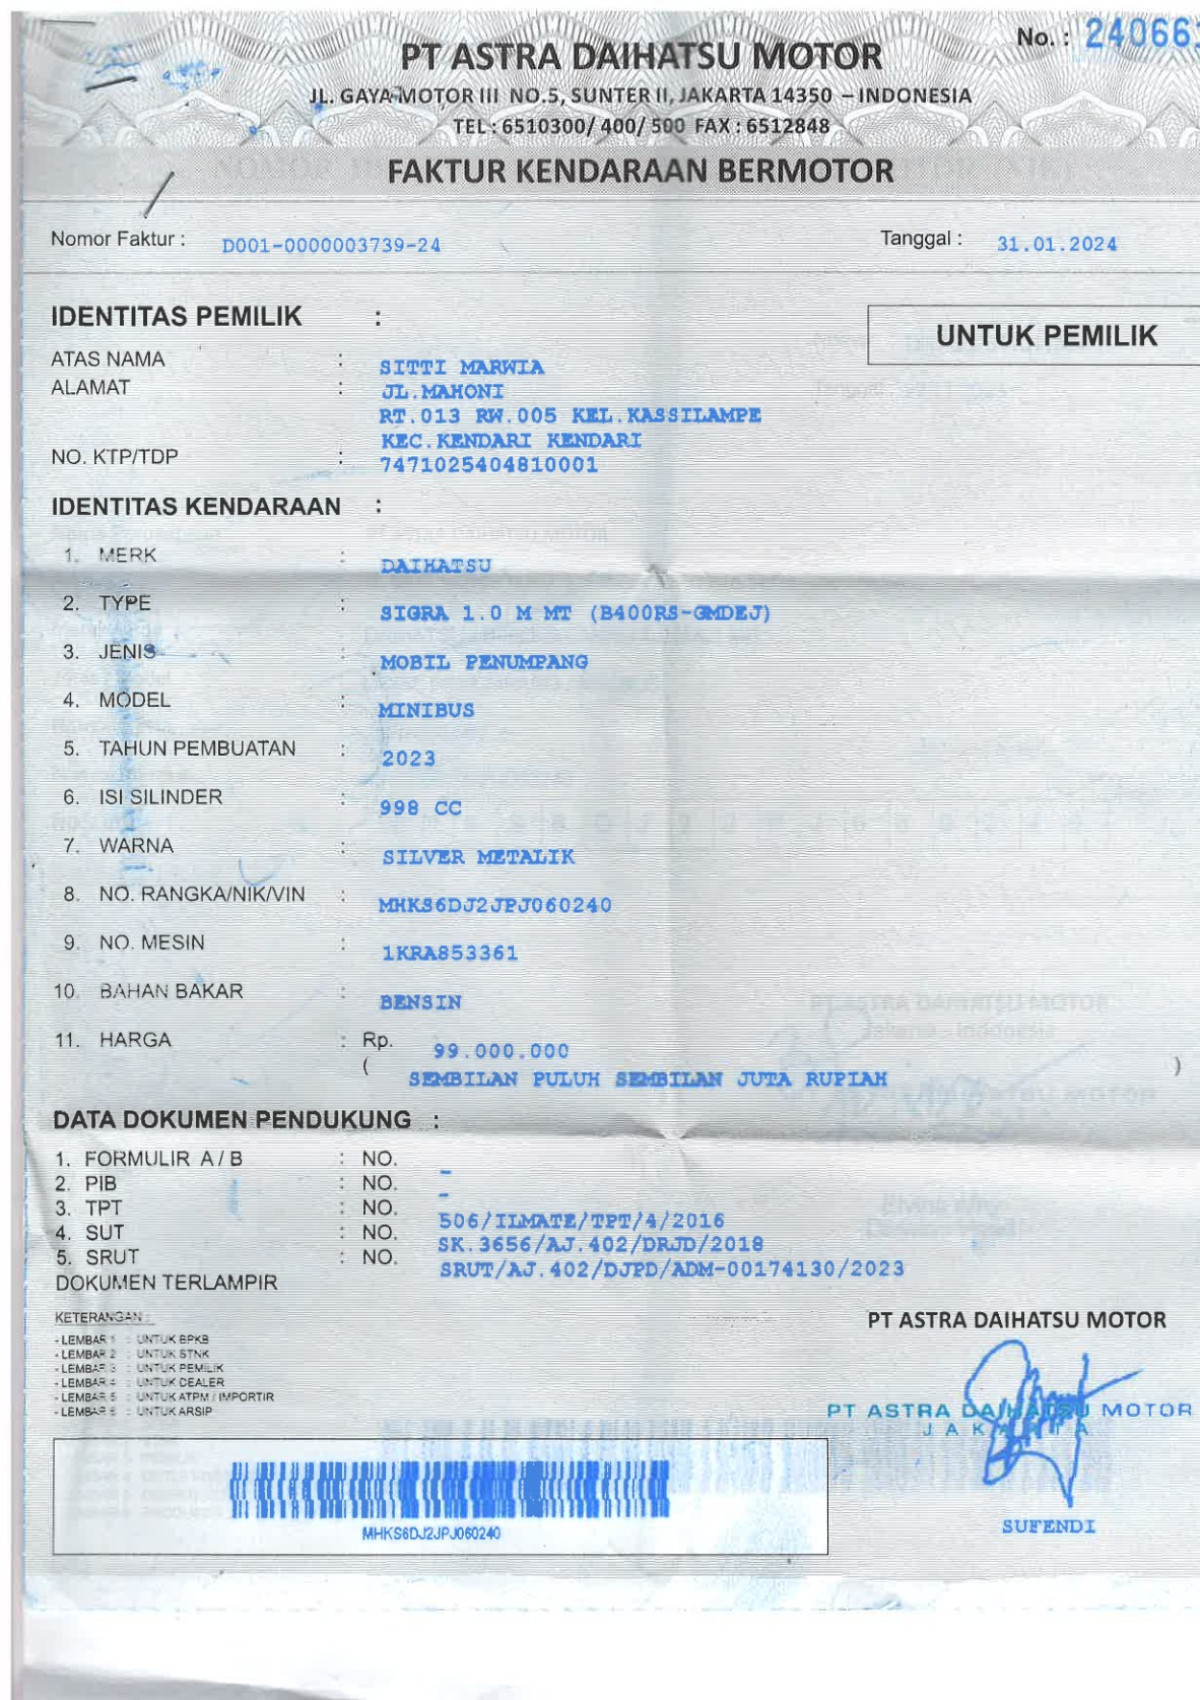 No. : 24066
PT ASTRA DAIHATSU MOTOR
JL. GAYA MOTOR III NO.5, SUNTER II, JAKARTA 14350 – INDONESIA
TEL : 6510300/ 400/ 500 FAX : 6512848
FAKTUR KENDARAAN BERMOTOR
Nomor Faktur : D001-0000003739-24 Tanggal : 31.01.2024
IDENTITAS PEMILIK :
UNTUK PEMILIK
ATAS NAMA : SITTI MARWIA
ALAMAT : JL.MAHONI
RT.013 RW.005 KEL.KASSILAMPE
KEC.KENDARI KENDARI
NO. KTP/TDP : 7471025404810001
IDENTITAS KENDARAAN :
1. MERK : DAIHATSU
2. TYPE : SIGRA 1.0 M MT (B400RS-GMDEJ)
3. JENIS : MOBIL PENUMPANG
4. MODEL : MINIBUS
5. TAHUN PEMBUATAN : 2023
6. ISI SILINDER : 998 CC
7. WARNA : SILVER METALIK
8. NO. RANGKA/NIK/VIN : MHKS6DJ2JPJ060240
9. NO. MESIN : 1KRA853361
10. BAHAN BAKAR : BENSIN
11. HARGA : Rp. 99.000.000
( SEMBILAN PULUH SEMBILAN JUTA RUPIAH )
DATA DOKUMEN PENDUKUNG :
1. FORMULIR A / B : NO. -
2. PIB : NO. -
3. TPT : NO. 506/ILMATE/TPT/4/2016
4. SUT : NO. SK.3656/AJ.402/DRJD/2018
5. SRUT : NO. SRUT/AJ.402/DJPD/ADM-00174130/2023
DOKUMEN TERLAMPIR
KETERANGAN :
- LEMBAR 1 : UNTUK BPKB
- LEMBAR 2 : UNTUK STNK
- LEMBAR 3 : UNTUK PEMILIK
- LEMBAR 4 : UNTUK DEALER
- LEMBAR 5 : UNTUK ATPM / IMPORTIR
- LEMBAR 6 : UNTUK ARSIP
PT ASTRA DAIHATSU MOTOR
PT ASTRA DAIHATSU MOTOR
JAKARTA
SUFENDI
MHKS6DJ2JPJ060240